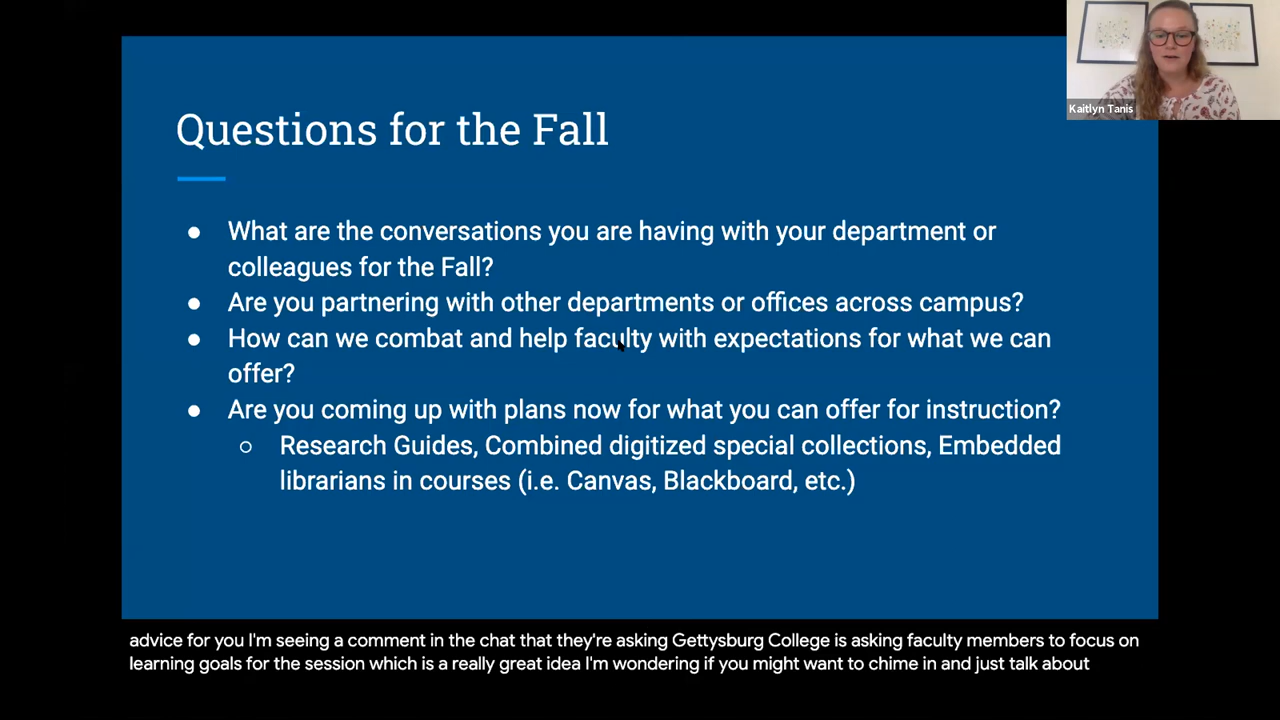 Kaitlyn Tanis
Questions for the Fall
● What are the conversations you are having with your department or
colleagues for the Fall?
● Are you partnering with other departments or offices across campus?
● How can we combat and help faculty with expectations for what we can
offer?
● Are you coming up with plans now for what you can offer for instruction?
○ Research Guides, Combined digitized special collections, Embedded
librarians in courses (i.e. Canvas, Blackboard, etc.)
advice for you I'm seeing a comment in the chat that they're asking Gettysburg College is asking faculty members to focus on
learning goals for the session which is a really great idea I'm wondering if you might want to chime in and just talk about